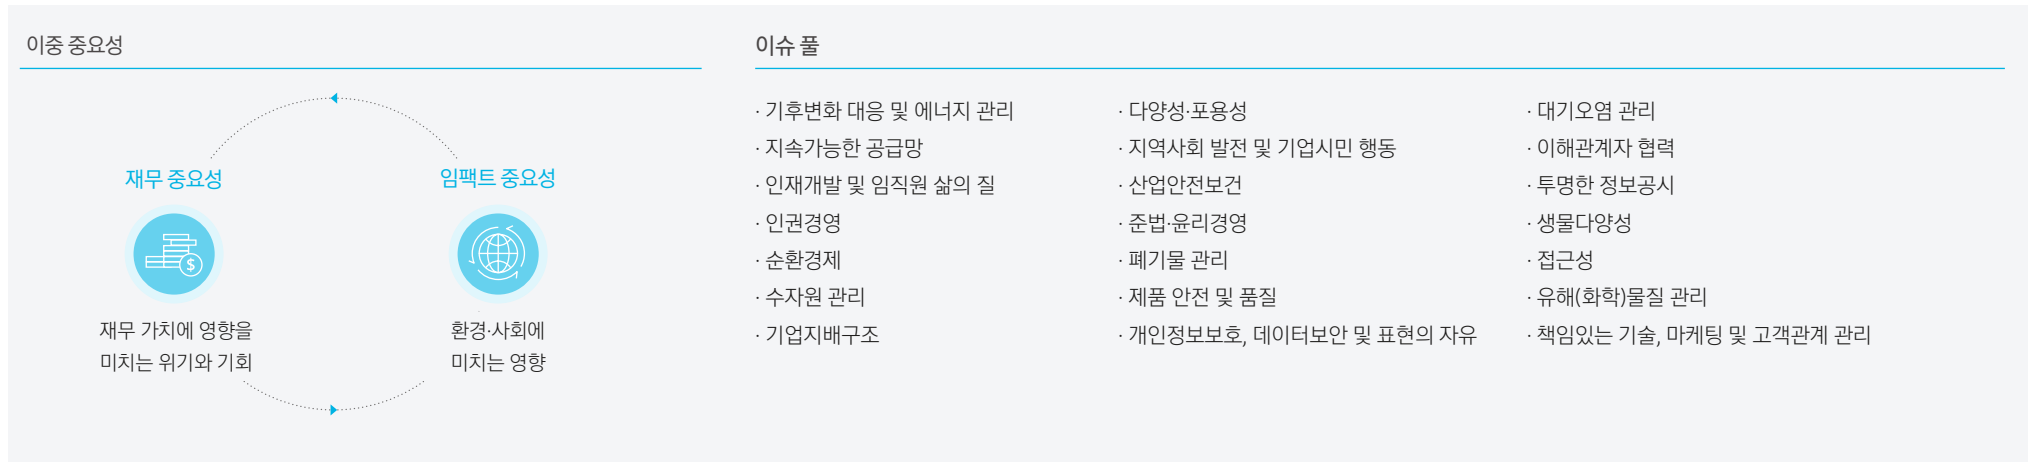 이중 중요성
재무 중요성
임팩트 중요성
$
재무 가치에 영향을
미치는 위기와 기회
환경·사회에
미치는 영향
이슈 풀
· 기후변화 대응 및 에너지 관리
· 지속가능한 공급망
· 인재개발 및 임직원 삶의 질
· 인권경영
· 순환경제
· 수자원 관리
· 기업지배구조
· 다양성·포용성
· 지역사회 발전 및 기업시민 행동
· 산업안전보건
· 준법·윤리경영
· 폐기물 관리
· 제품 안전 및 품질
· 개인정보보호, 데이터보안 및 표현의 자유
· 대기오염 관리
· 이해관계자 협력
· 투명한 정보공시
· 생물다양성
· 접근성
· 유해(화학)물질 관리
· 책임있는 기술, 마케팅 및 고객관계 관리